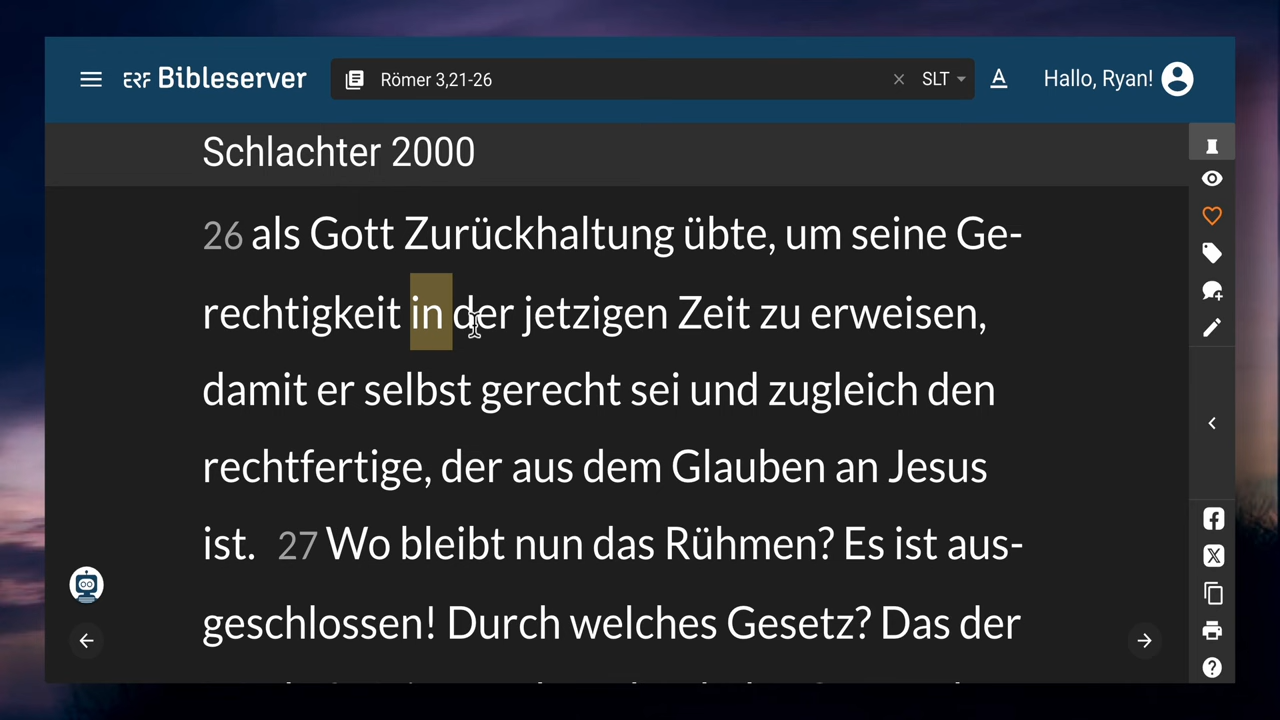 ERF Bibleserver
Römer 3,21-26
SLT
A
Hallo, Ryan!
Schlachter 2000
26 als Gott Zurückhaltung übte, um seine Ge-
rechtigkeit in der jetzigen Zeit zu erweisen,
damit er selbst gerecht sei und zugleich den
rechtfertige, der aus dem Glauben an Jesus
ist. 27 Wo bleibt nun das Rühmen? Es ist aus-
geschlossen! Durch welches Gesetz? Das der